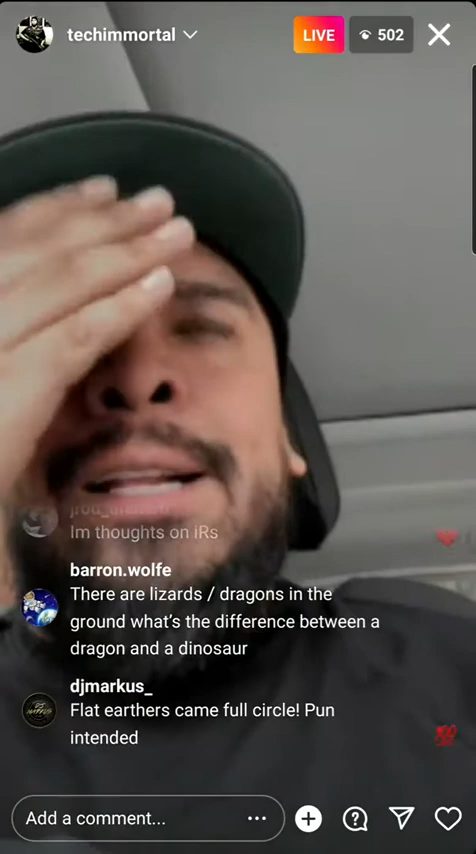 techimmortal
LIVE
502
Im thoughts on iRs
barron.wolfe
There are lizards / dragons in the
ground what's the difference between a
dragon and a dinosaur
djmarkus_
Flat earthers came full circle! Pun
intended
Add a comment...